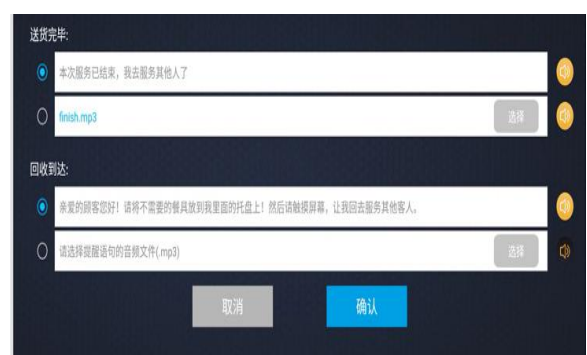 送货完毕:
本次服务已结束，我去服务其他人了
finish.mp3
选择
回收到达:
亲爱的顾客您好！请将不需要的餐具放到我里面的托盘上！然后请触摸屏幕，让我回去服务其他客人。
请选择提醒语句的音频文件(.mp3)
选择
取消
确认